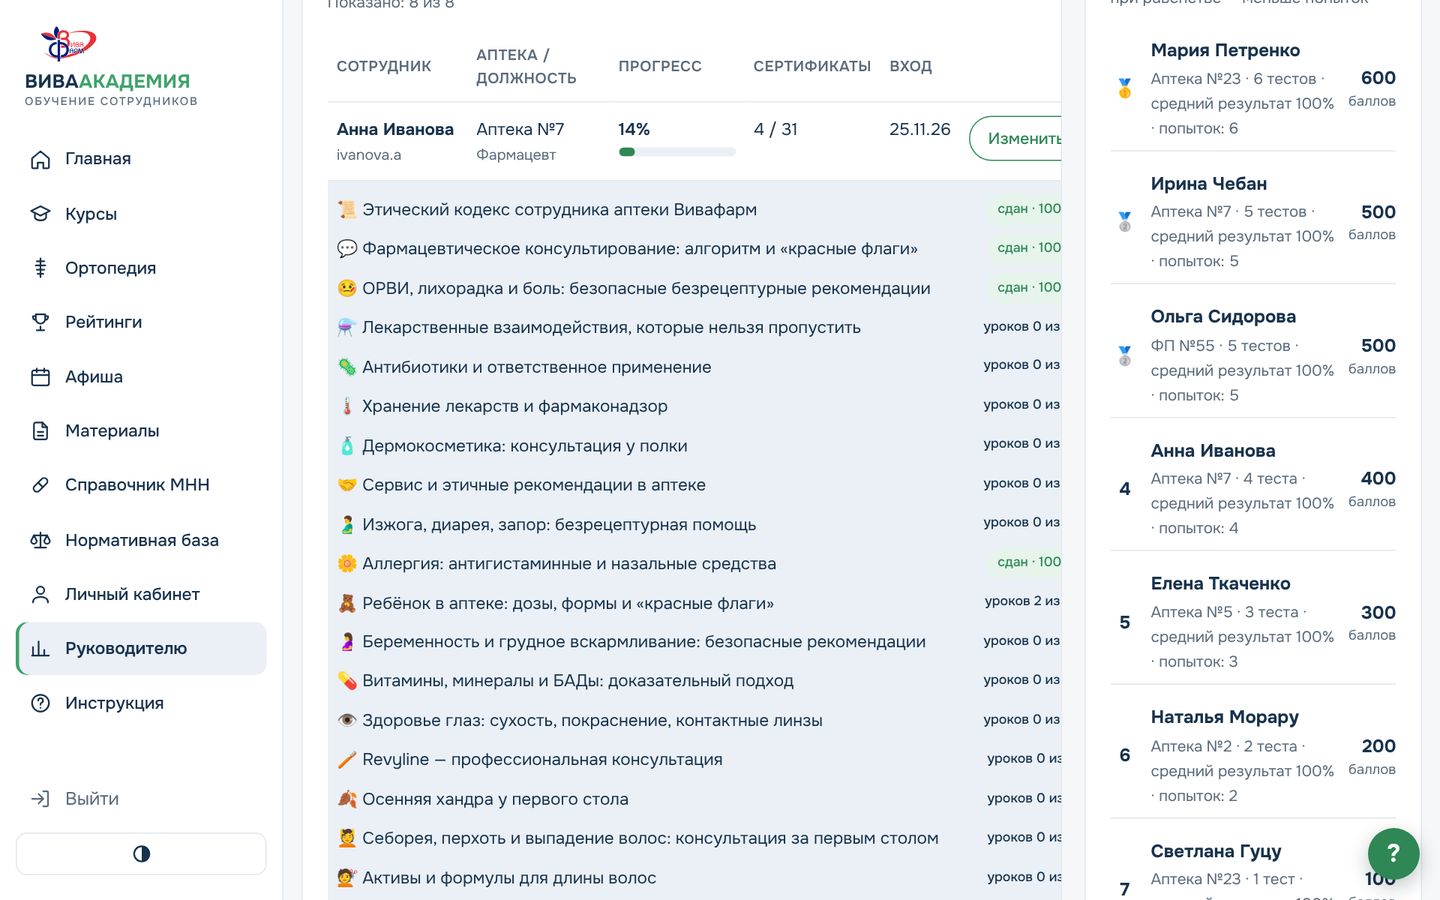 ВИВА
ФАРМ
ВИВААКАДЕМИЯ
ОБУЧЕНИЕ СОТРУДНИКОВ
Главная
Курсы
Ортопедия
Рейтинги
Афиша
Материалы
Справочник МНН
Нормативная база
Личный кабинет
Руководителю
Инструкция
Выйти
Показано: 8 из 8
СОТРУДНИК
АПТЕКА /
ДОЛЖНОСТЬ
ПРОГРЕСС
СЕРТИФИКАТЫ
ВХОД
Анна Иванова
ivanova.a
Аптека №7
Фармацевт
14%
4 / 31
25.11.26
Изменить
📜 Этический кодекс сотрудника аптеки Вивафарм сдан · 100
💬 Фармацевтическое консультирование: алгоритм и «красные флаги» сдан · 100
🤒 ОРВИ, лихорадка и боль: безопасные безрецептурные рекомендации сдан · 100
⚗️ Лекарственные взаимодействия, которые нельзя пропустить уроков 0 из
🦠 Антибиотики и ответственное применение уроков 0 из
🌡️ Хранение лекарств и фармаконадзор уроков 0 из
🧴 Дермокосметика: консультация у полки уроков 0 из
🤝 Сервис и этичные рекомендации в аптеке уроков 0 из
🫃 Изжога, диарея, запор: безрецептурная помощь уроков 0 из
🌼 Аллергия: антигистаминные и назальные средства сдан · 100
🧸 Ребёнок в аптеке: дозы, формы и «красные флаги» уроков 2 из
🤰 Беременность и грудное вскармливание: безопасные рекомендации уроков 0 из
💊 Витамины, минералы и БАДы: доказательный подход уроков 0 из
👁️ Здоровье глаз: сухость, покраснение, контактные линзы уроков 0 из
🪥 Revyline — профессиональная консультация уроков 0 из
🍂 Осенняя хандра у первого стола уроков 0 из
💆 Себорея, перхоть и выпадение волос: консультация за первым столом уроков 0 из
💇 Активы и формулы для длины волос уроков 0 из
при равенстве — меньше попыток
🥇
Мария Петренко
Аптека №23 · 6 тестов ·
средний результат 100%
· попыток: 6
600
баллов
🥈
Ирина Чебан
Аптека №7 · 5 тестов ·
средний результат 100%
· попыток: 5
500
баллов
🥈
Ольга Сидорова
ФП №55 · 5 тестов ·
средний результат 100%
· попыток: 5
500
баллов
4
Анна Иванова
Аптека №7 · 4 теста ·
средний результат 100%
· попыток: 4
400
баллов
5
Елена Ткаченко
Аптека №5 · 3 теста ·
средний результат 100%
· попыток: 3
300
баллов
6
Наталья Морару
Аптека №2 · 2 теста ·
средний результат 100%
· попыток: 2
200
баллов
7
Светлана Гуцу
Аптека №23 · 1 тест ·
100
?